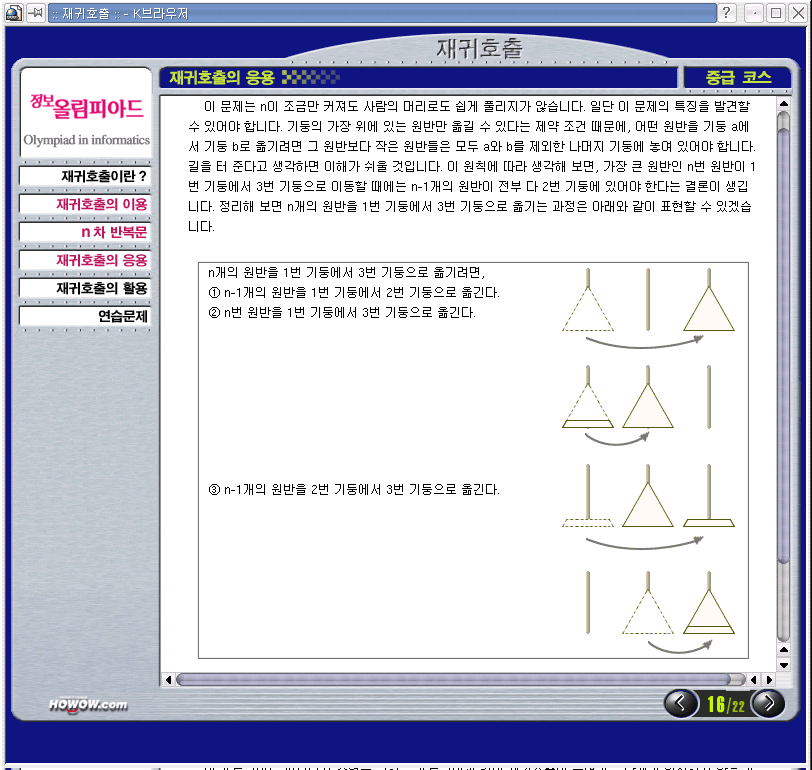 :: 재귀호출 :: - K브라우저
재귀호출
재귀호출의 응용
중급 코스
정보올림피아드
Olympiad in informatics
재귀호출이란 ?
재귀호출의 이용
n 차 반복문
재귀호출의 응용
재귀호출의 활용
연습문제
이 문제는 n이 조금만 커져도 사람의 머리로도 쉽게 풀리지가 않습니다. 일단 이 문제의 특징을 발견할
수 있어야 합니다. 기둥의 가장 위에 있는 원반만 옮길 수 있다는 제약 조건 때문에, 어떤 원반을 기둥 a에
서 기둥 b로 옮기려면 그 원반보다 작은 원반들은 모두 a와 b를 제외한 나머지 기둥에 놓여 있어야 합니다.
길을 터 준다고 생각하면 이해가 쉬울 것입니다. 이 원칙에 따라 생각해 보면, 가장 큰 원반인 n번 원반이 1
번 기둥에서 3번 기둥으로 이동할 때에는 n-1개의 원반이 전부 다 2번 기둥에 있어야 한다는 결론이 생깁
니다. 정리해 보면 n개의 원반을 1번 기둥에서 3번 기둥으로 옮기는 과정은 아래와 같이 표현할 수 있겠습
니다.
n개의 원반을 1번 기둥에서 3번 기둥으로 옮기려면,
① n-1개의 원반을 1번 기둥에서 2번 기둥으로 옮긴다.
② n번 원반을 1번 기둥에서 3번 기둥으로 옮긴다.
③ n-1개의 원반을 2번 기둥에서 3번 기둥으로 옮긴다.
HOWOW.com
16/22